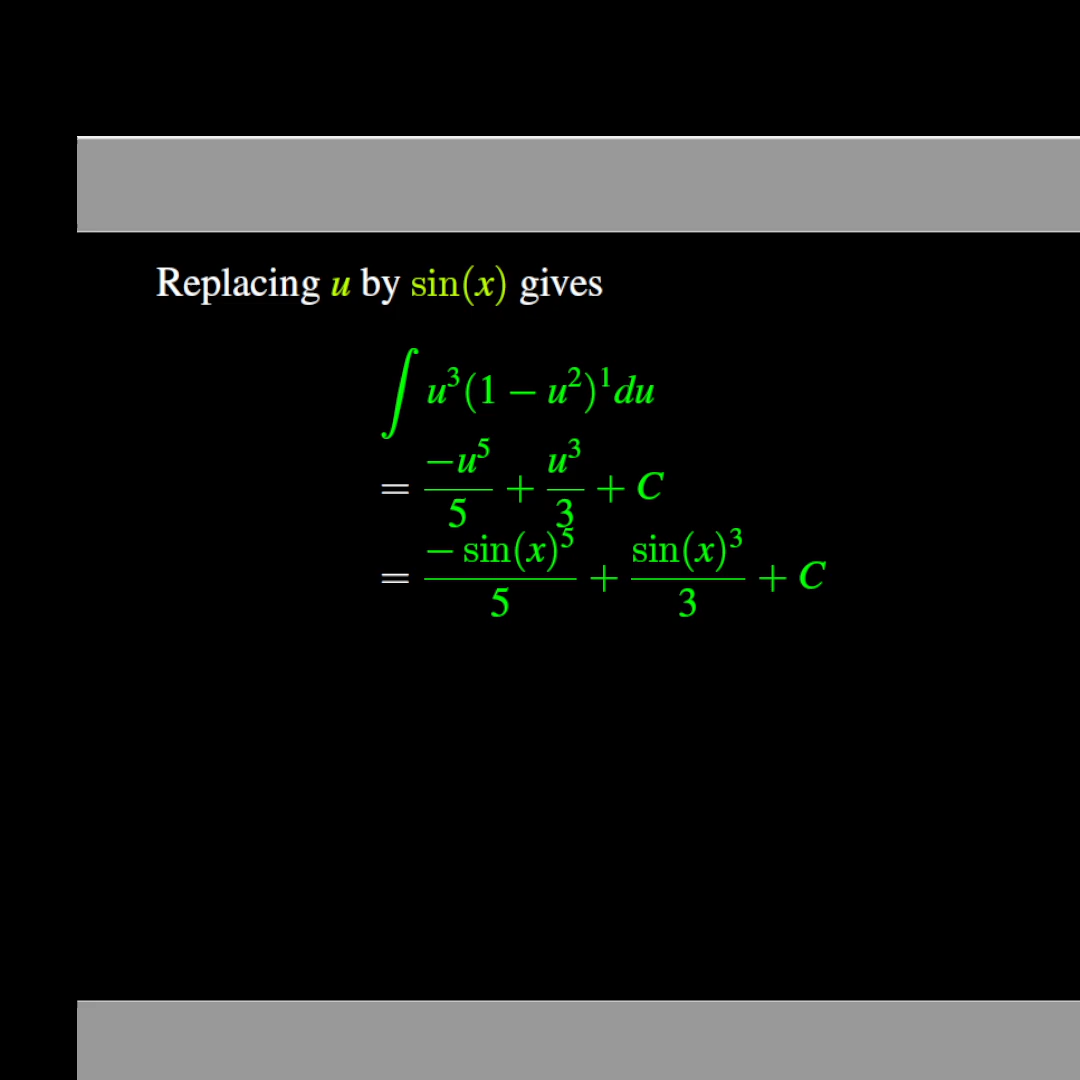 Replacing u by sin(x) gives
∫ u³(1 − u²)¹du
= −u⁵/5 + u³/3 + C
= − sin(x)⁵/5 + sin(x)³/3 + C